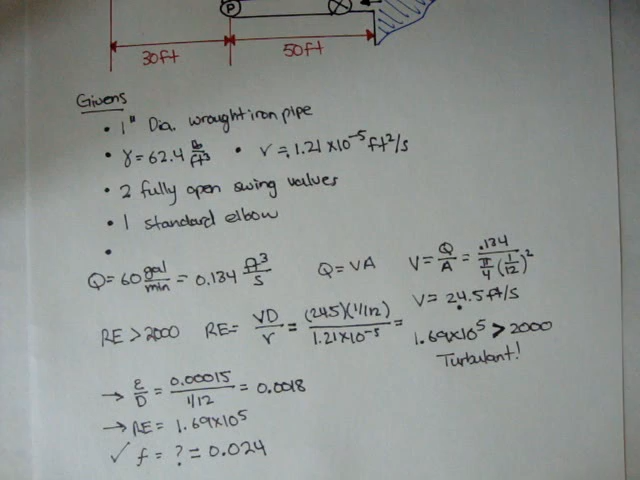 P
30ft 50ft
Givens
• 1" Dia. wrought iron pipe
• γ = 62.4 lb/ft³ • r = 1.21 x10⁻⁵ ft²/s
• 2 fully open swing valves
• 1 standard elbow
•
Q = 60 gal/min = 0.134 ft³/s Q = VA V = Q/A = .134/(π/4 (1/12)²)
V = 24.5 ft/s
RE > 2000 RE = VD/r = (24.5)(1/12)/1.21x10⁻⁵ = 1.69x10⁵ > 2000
Turbulant!
→ ε/D = 0.00015/(1/12) = 0.0018
→ RE = 1.69x10⁵
✓ f = ? = 0.024